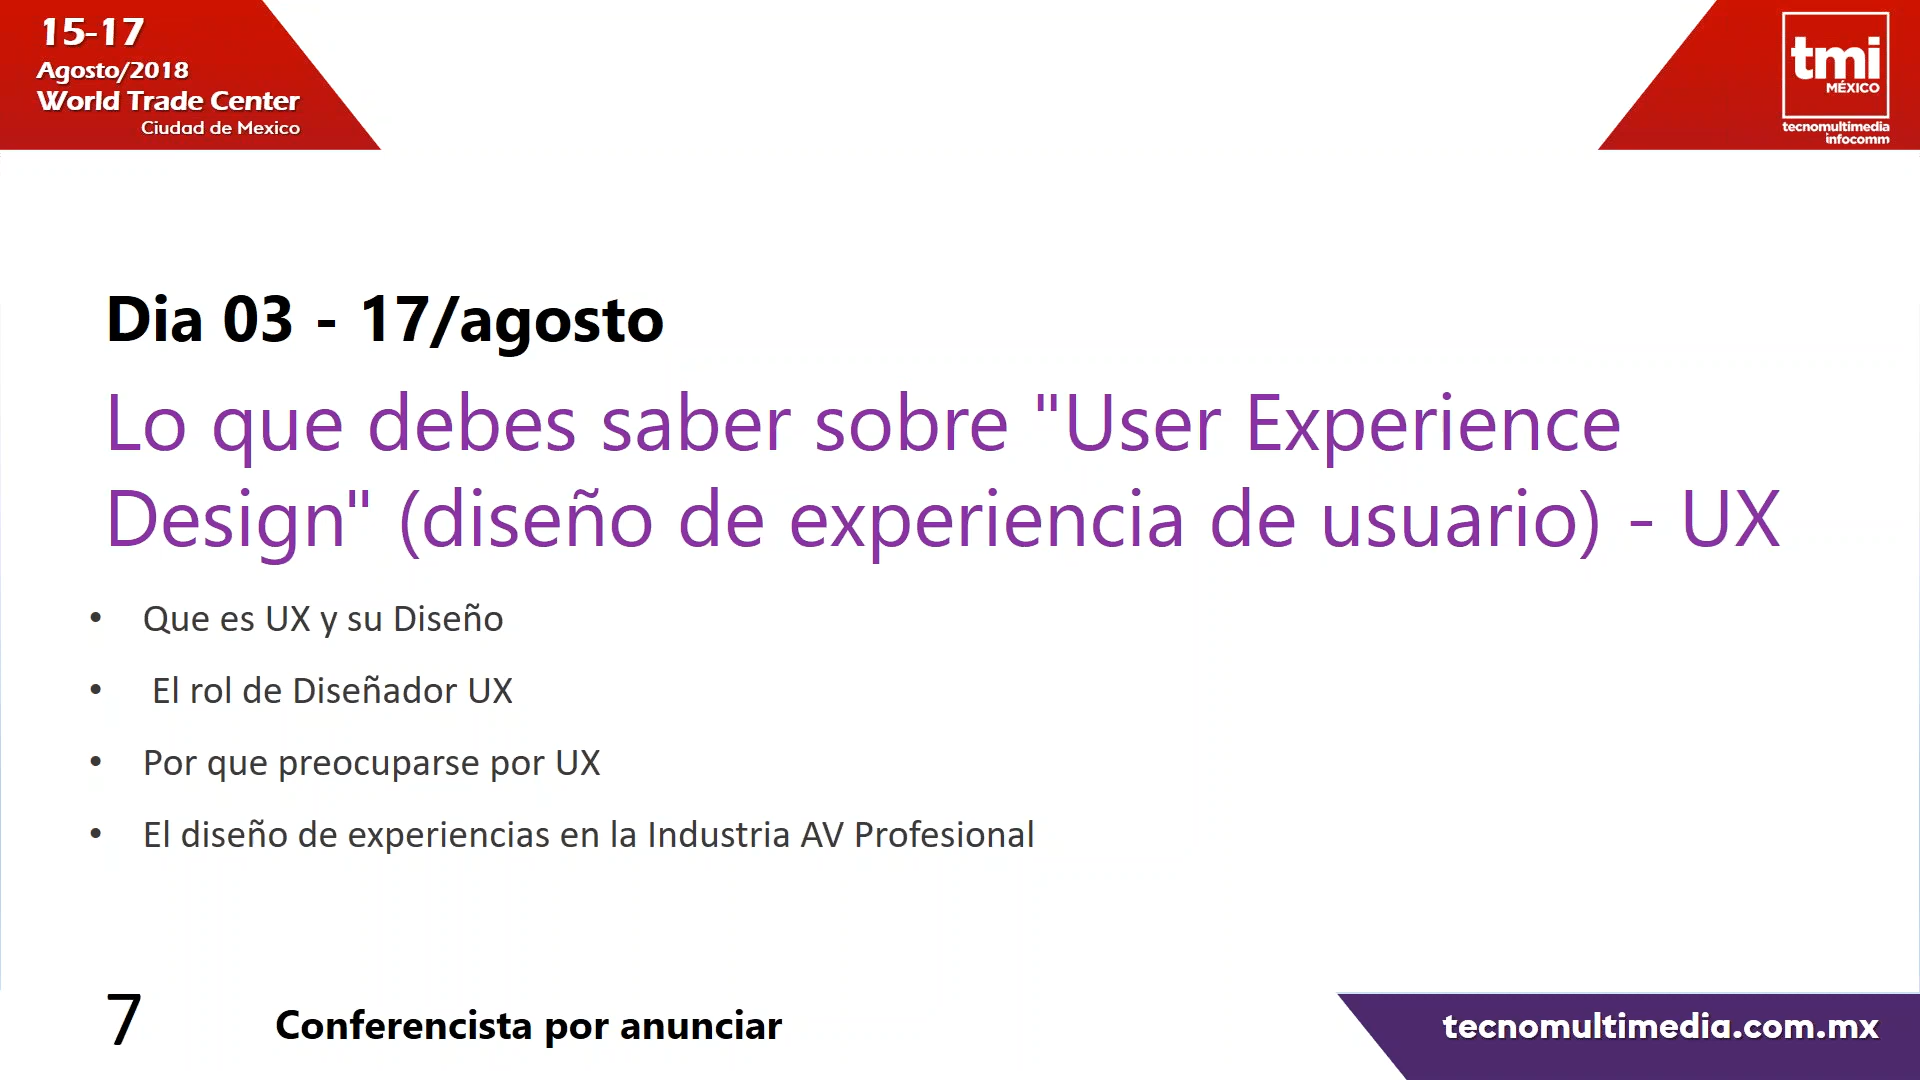 15-17
Agosto/2018
World Trade Center
Ciudad de Mexico
tmi
MÉXICO
tecnomultimedia
infocomm
Dia 03 - 17/agosto
Lo que debes saber sobre "User Experience
Design" (diseño de experiencia de usuario) - UX
• Que es UX y su Diseño
• El rol de Diseñador UX
• Por que preocuparse por UX
• El diseño de experiencias en la Industria AV Profesional
7
Conferencista por anunciar
tecnomultimedia.com.mx